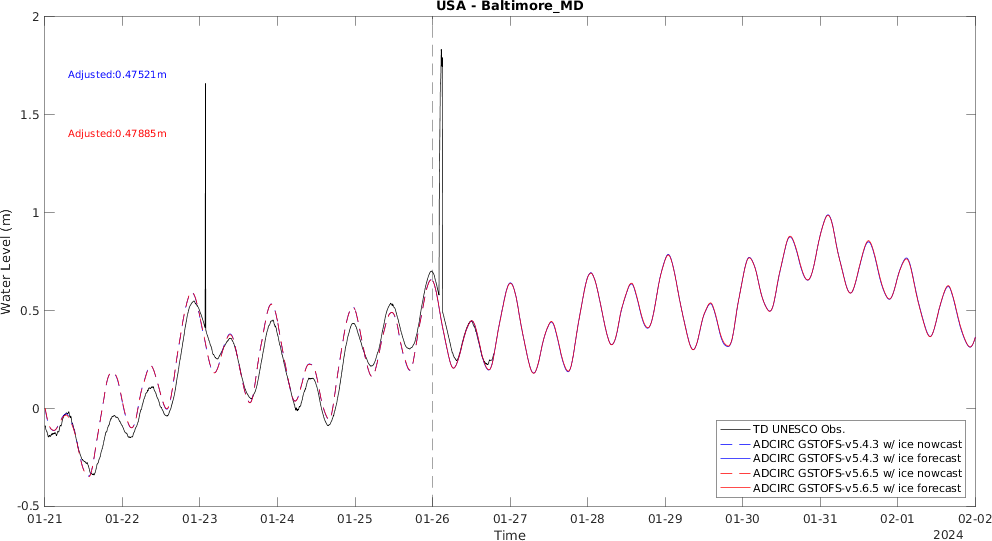 USA - Baltimore_MD
2
Adjusted:0.47521m
1.5
Adjusted:0.47885m
1
Water Level (m)
0.5
0
TD UNESCO Obs.
ADCIRC GSTOFS-v5.4.3 w/ ice nowcast
ADCIRC GSTOFS-v5.4.3 w/ ice forecast
ADCIRC GSTOFS-v5.6.5 w/ ice nowcast
ADCIRC GSTOFS-v5.6.5 w/ ice forecast
-0.5
01-21 01-22 01-23 01-24 01-25 01-26 01-27 01-28 01-29 01-30 01-31 02-01 02-02
Time
2024